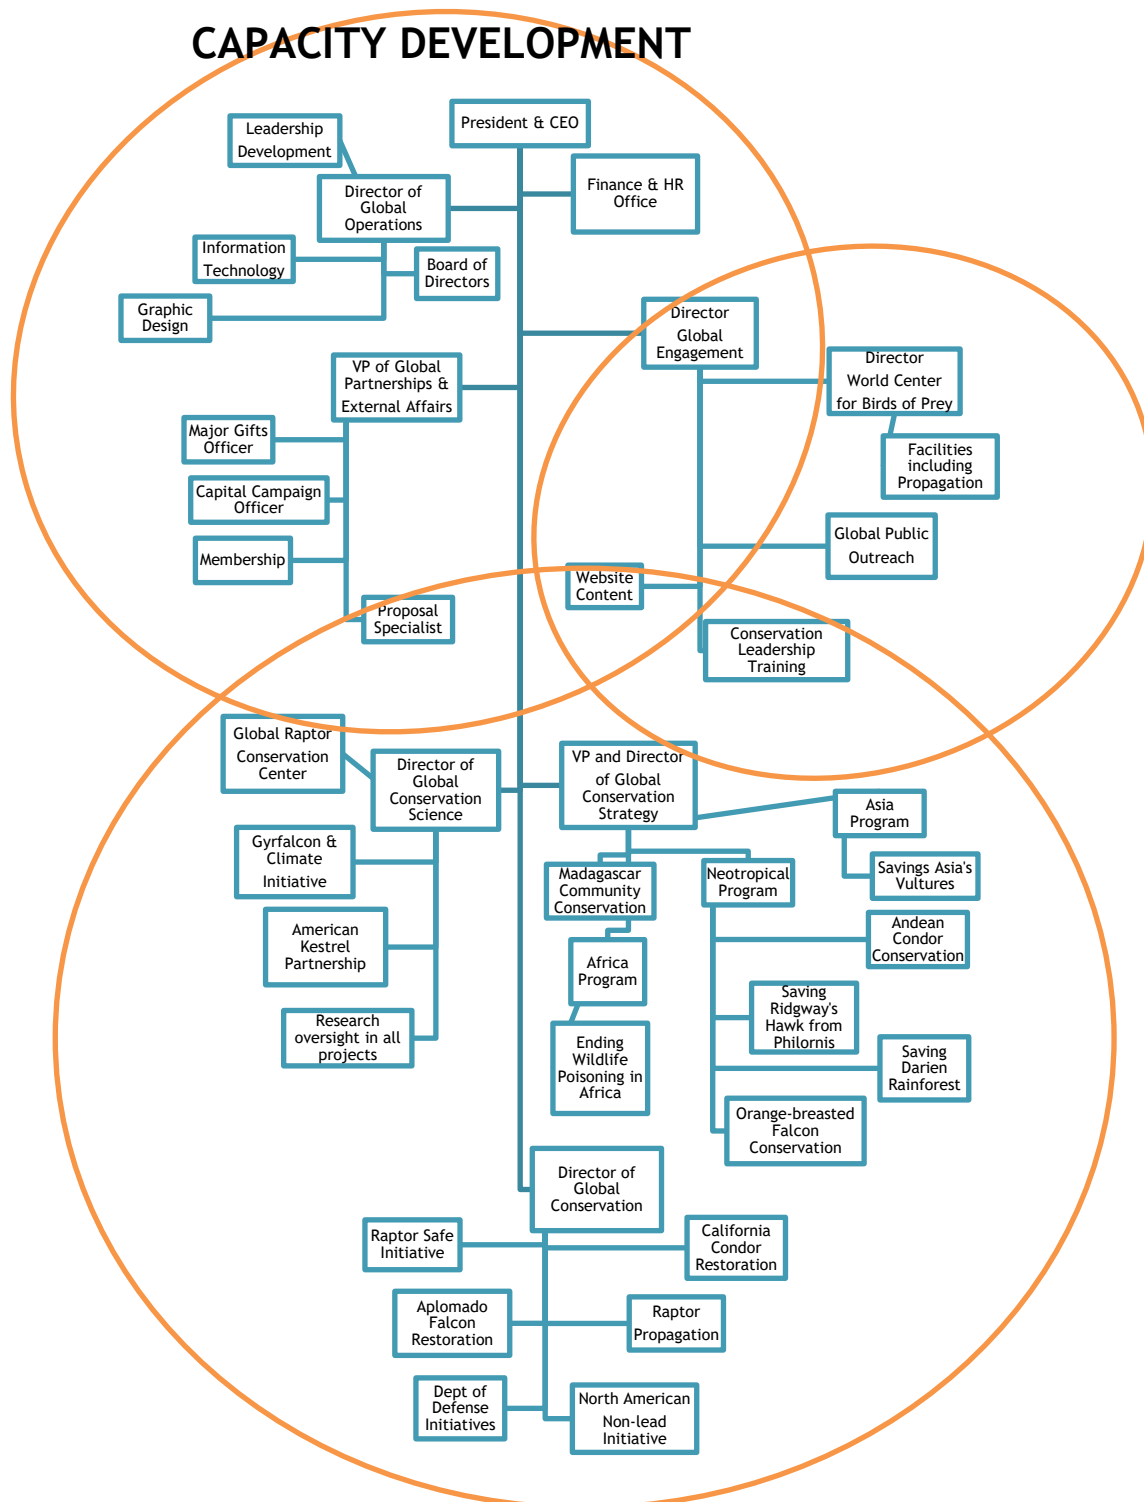 CAPACITY DEVELOPMENT
President & CEO
Leadership
Development
Finance & HR
Office
Director of
Global
Operations
Information
Technology
Board of
Directors
Graphic
Design
Director
Global
Engagement
VP of Global
Partnerships &
External Affairs
Director
World Center
for Birds of Prey
Major Gifts
Officer
Facilities
including
Propagation
Capital Campaign
Officer
Global Public
Outreach
Membership
Website
Content
Proposal
Specialist
Conservation
Leadership
Training
Global Raptor
Conservation
Center
Director of
Global
Conservation
Science
VP and Director
of Global
Conservation
Strategy
Asia
Program
Gyrfalcon &
Climate
Initiative
Madagascar
Community
Conservation
Neotropical
Program
Savings Asia's
Vultures
American
Kestrel
Partnership
Africa
Program
Andean
Condor
Conservation
Research
oversight in all
projects
Saving
Ridgway's
Hawk from
Philornis
Ending
Wildlife
Poisoning in
Africa
Saving
Darien
Rainforest
Orange-breasted
Falcon
Conservation
Director of
Global
Conservation
Raptor Safe
Initiative
California
Condor
Restoration
Aplomado
Falcon
Restoration
Raptor
Propagation
Dept of
Defense
Initiatives
North American
Non-lead
Initiative